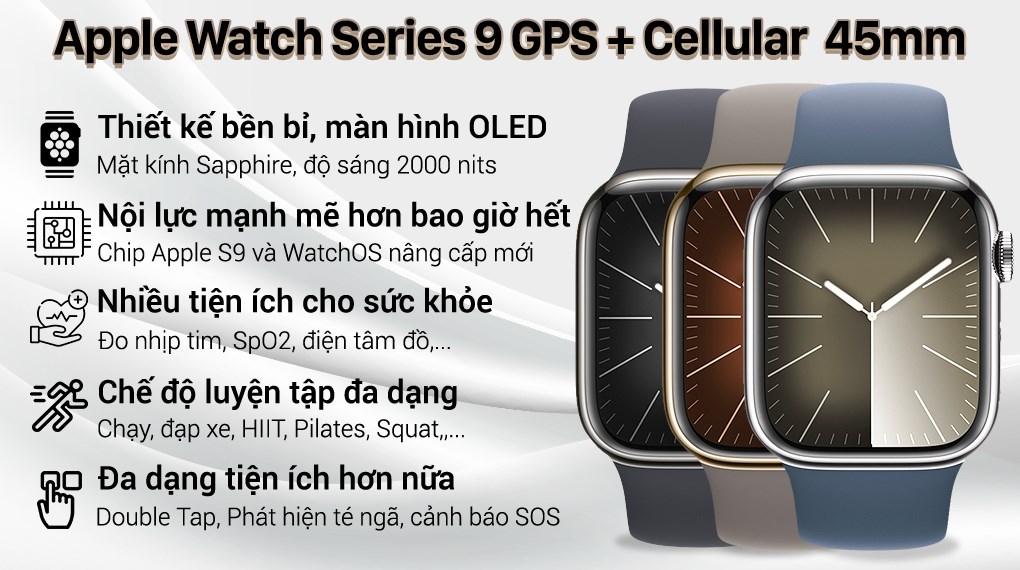 Apple Watch Series 9 GPS + Cellular 45mm
Thiết kế bền bỉ, màn hình OLED
Mặt kính Sapphire, độ sáng 2000 nits
Nội lực mạnh mẽ hơn bao giờ hết
Chip Apple S9 và WatchOS nâng cấp mới
Nhiều tiện ích cho sức khỏe
Đo nhịp tim, SpO2, điện tâm đồ,...
Chế độ luyện tập đa dạng
Chạy, đạp xe, HIIT, Pilates, Squat,,...
Đa dạng tiện ích hơn nữa
Double Tap, Phát hiện té ngã, cảnh báo SOS